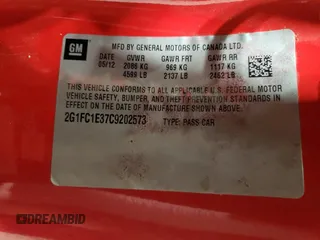 GM
MFD BY GENERAL MOTORS OF CANADA LTD.
DATE GVWR GAWR FRT GAWR RR
05/12 2086 KG 969 KG 1117 KG
4599 LB 2137 LB 2462 LB
THIS VEHICLE CONFORMS TO ALL APPLICABLE U.S. FEDERAL MOTOR
VEHICLE SAFETY, BUMPER, AND THEFT PREVENTION STANDARDS IN
EFFECT ON THE DATE OF MANUFACTURE SHOWN ABOVE.
2G1FC1E37C9202573 TYPE: PASS CAR
DREAMBID